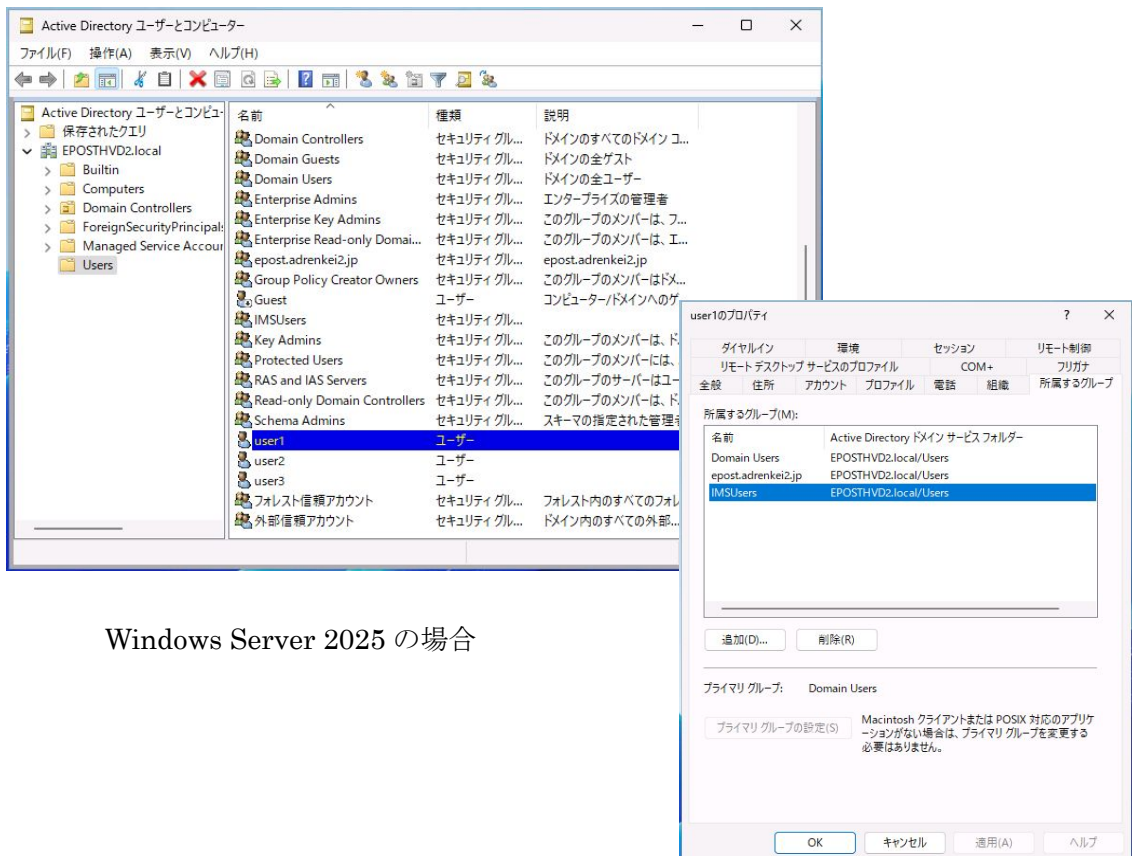 Active Directory ユーザーとコンピューター
ファイル(F) 操作(A) 表示(V) ヘルプ(H)
Active Directory ユーザーとコンピュ
保存されたクエリ
EPOSTHVD2.local
Builtin
Computers
Domain Controllers
ForeignSecurityPrincipals
Managed Service Accour
Users
名前 種類 説明
Domain Controllers セキュリティ グル... ドメインのすべてのドメイン コ...
Domain Guests セキュリティ グル... ドメインの全ゲスト
Domain Users セキュリティ グル... ドメインの全ユーザー
Enterprise Admins セキュリティ グル... エンタープライズの管理者
Enterprise Key Admins セキュリティ グル... このグループのメンバーは、フ...
Enterprise Read-only Domai... セキュリティ グル... このグループのメンバーは、エ...
epost.adrenkei2.jp セキュリティ グル... epost.adrenkei2.jp
Group Policy Creator Owners セキュリティ グル... このグループのメンバーはドメ...
Guest ユーザー コンピューター/ドメインへのゲ
IMSUsers セキュリティ グル...
Key Admins セキュリティ グル... このグループのメンバーは、ド
Protected Users セキュリティ グル... このグループのメンバーには、
RAS and IAS Servers セキュリティ グル... このグループのサーバーはユー
Read-only Domain Controllers セキュリティ グル... このグループのメンバーは、ド
Schema Admins セキュリティ グル... スキーマの指定された管理者
user1 ユーザー
user2 ユーザー
user3 ユーザー
フォレスト信頼アカウント セキュリティ グル... フォレスト内のすべてのフォレ
外部信頼アカウント セキュリティ グル... ドメイン内のすべての外部...
user1のプロパティ ? ×
ダイヤルイン 環境 セッション リモート制御
リモート デスクトップ サービスのプロファイル COM+ フリガナ
全般 住所 アカウント プロファイル 電話 組織 所属するグループ
所属するグループ(M):
名前 Active Directory ドメイン サービス フォルダー
Domain Users EPOSTHVD2.local/Users
epost.adrenkei2.jp EPOSTHVD2.local/Users
IMSUsers EPOSTHVD2.local/Users
追加(D)... 削除(R)
プライマリ グループ: Domain Users
プライマリ グループの設定(S)
Macintosh クライアントまたは POSIX 対応のアプリケ
ーションがない場合は、プライマリ グループを変更する
必要はありません。
OK キャンセル 適用(A) ヘルプ
Windows Server 2025 の場合